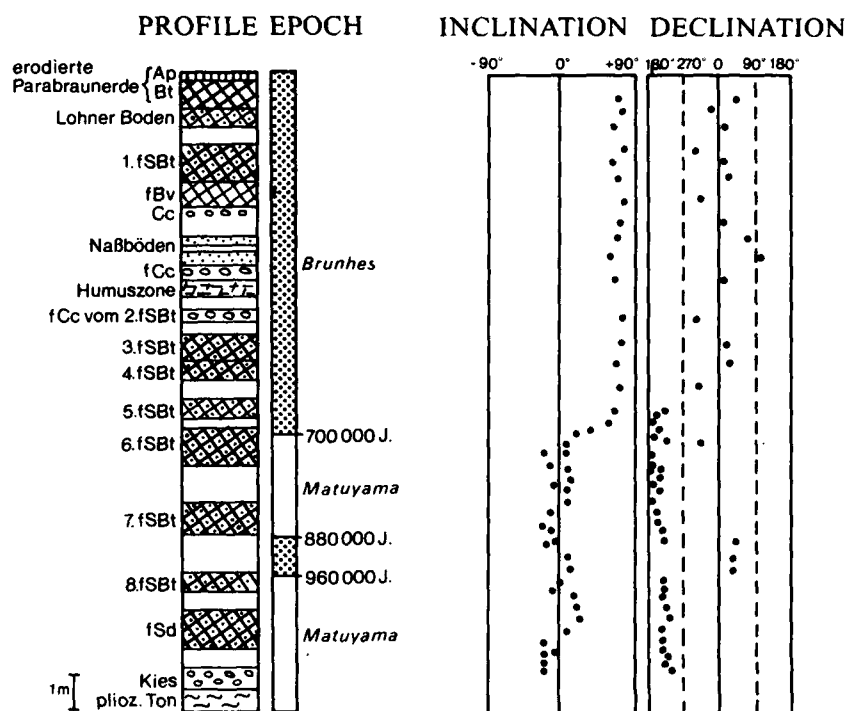 PROFILE EPOCH INCLINATION DECLINATION
-90° 0° +90° 180° 270° 0 90° 180°
erodierte Parabraunerde { Ap
Bt
Lohner Boden
1.fSBt
fBv
Cc
Naßböden
Brunhes
fCc
Humuszone
fCc vom 2.fSBt
3.fSBt
4.fSBt
5.fSBt
700 000 J.
6.fSBt
Matuyama
7.fSBt
880 000 J.
960 000 J.
8.fSBt
fSd
Matuyama
Kies
1m
plioz. Ton